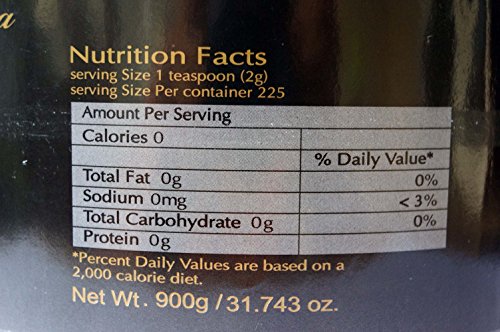 a
Nutrition Facts
serving Size 1 teaspoon (2g)
serving Size Per container 225
Amount Per Serving
Calories 0
% Daily Value*
Total Fat 0g 0%
Sodium 0mg < 3%
Total Carbohydrate 0g 0%
Protein 0g
*Percent Daily Values are based on a
2,000 calorie diet.
Net Wt. 900g / 31.743 oz.